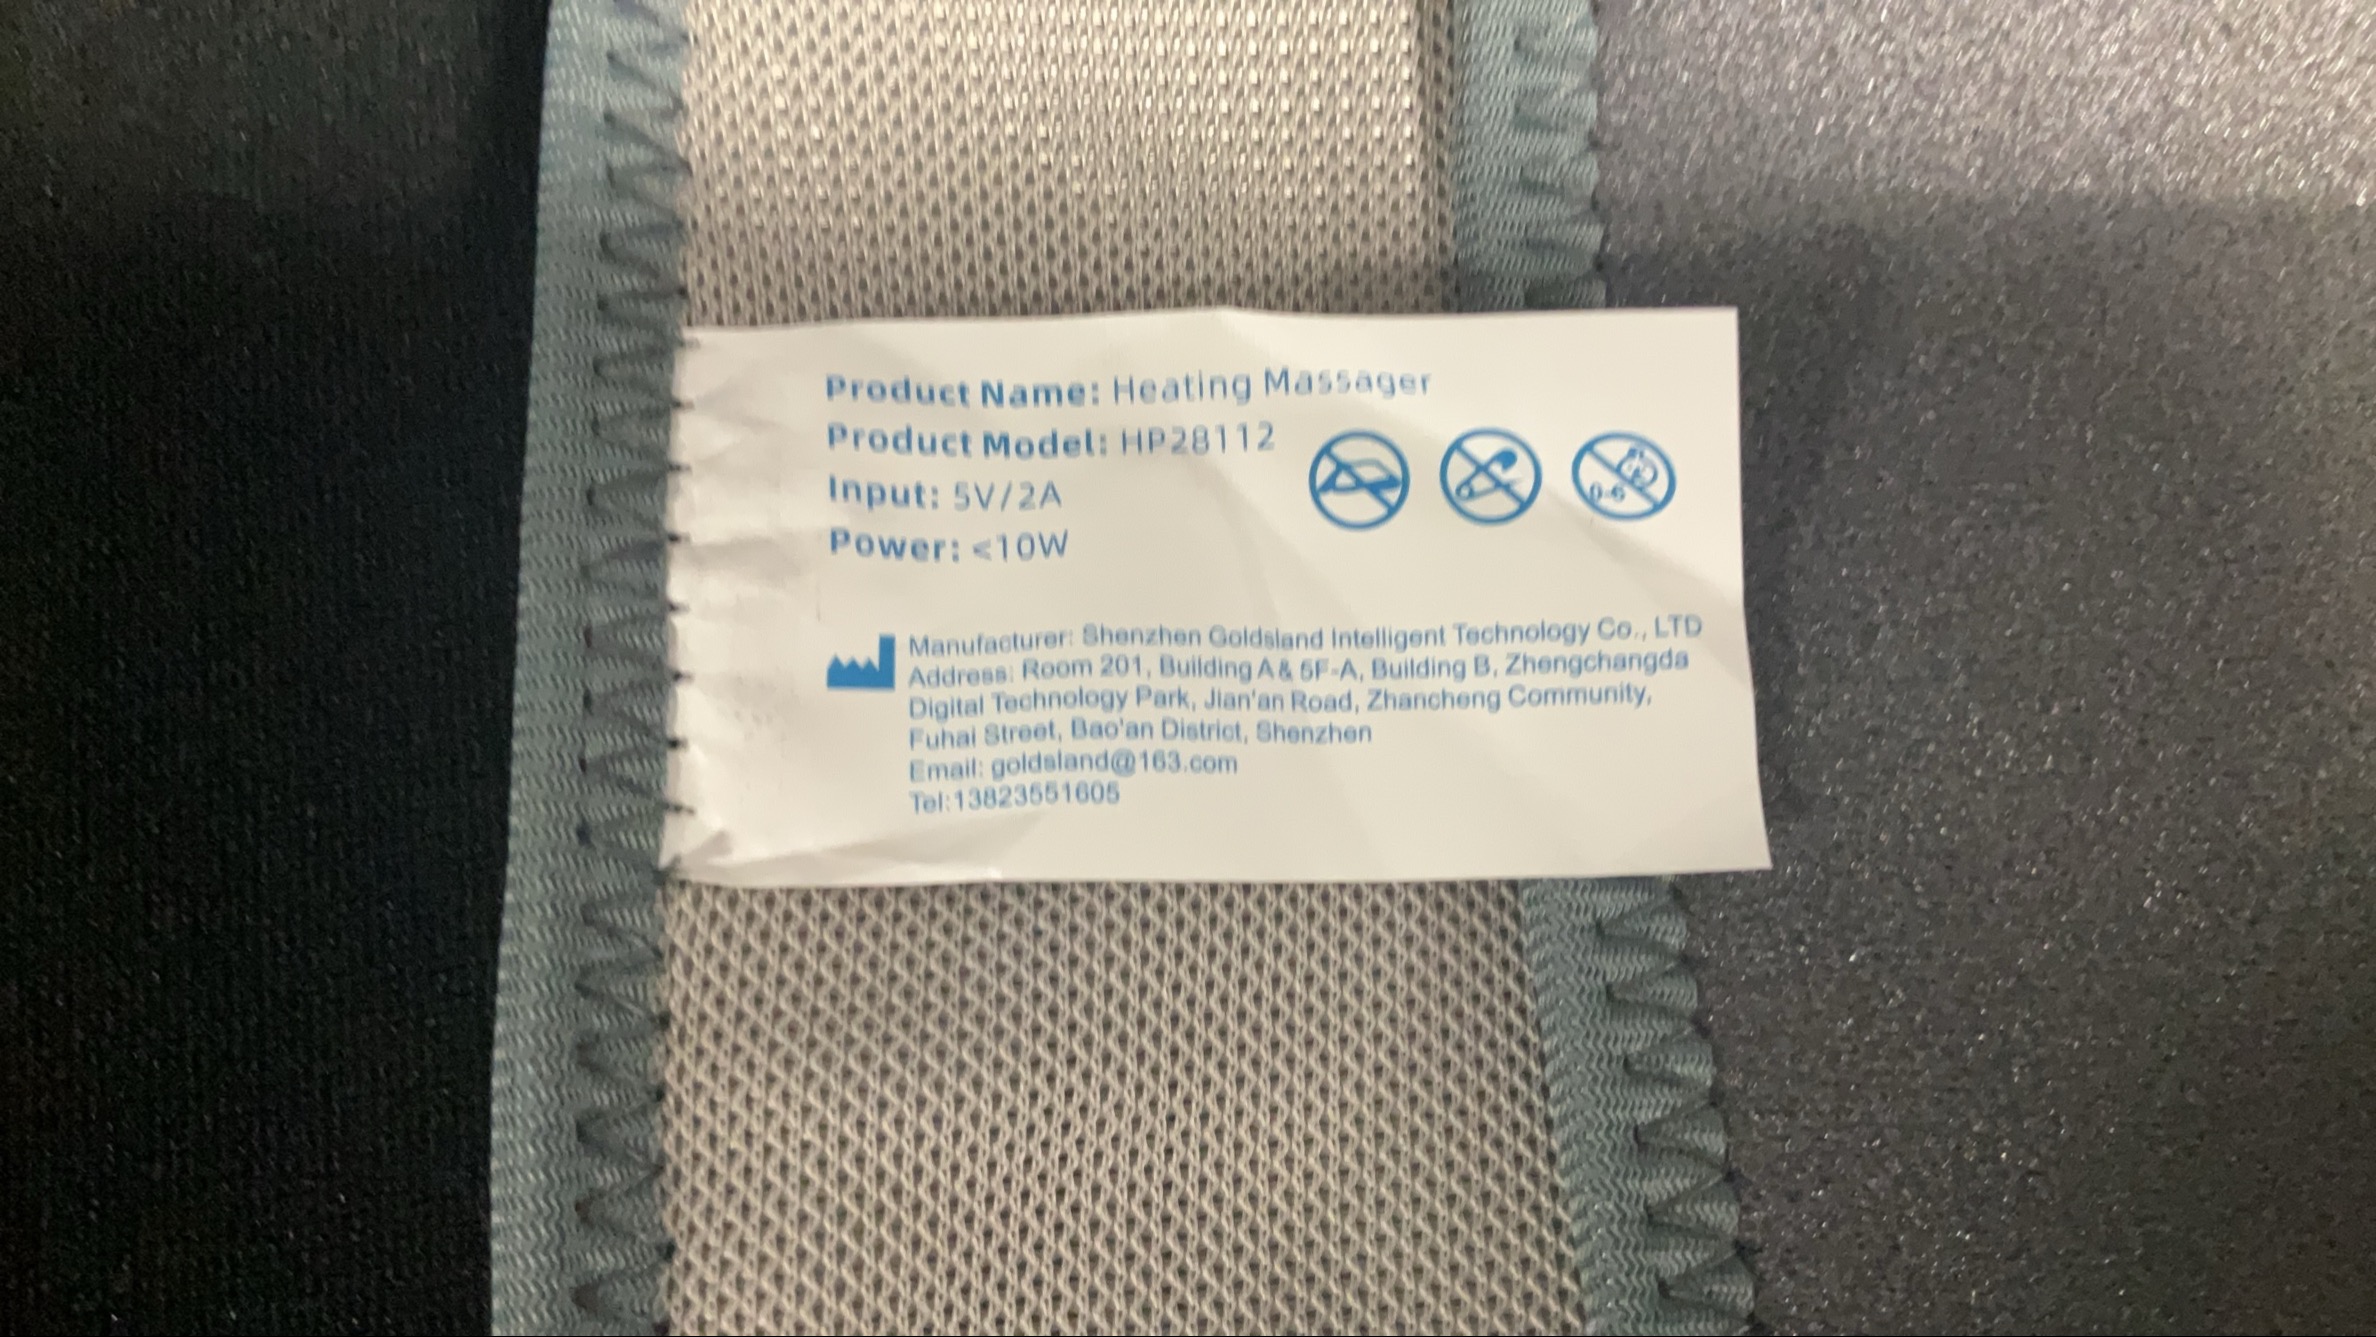 Product Name: Heating Massager
Product Model: HP28112
Input: 5V/2A
Power: <10W
0-6
Manufacturer: Shenzhen Goldsland Intelligent Technology Co., LTD
Address: Room 201, Building A & 5F-A, Building B, Zhengchangda
Digital Technology Park, Jian'an Road, Zhancheng Community,
Fuhai Street, Bao'an District, Shenzhen
Email: goldsland@163.com
Tel:13823551605